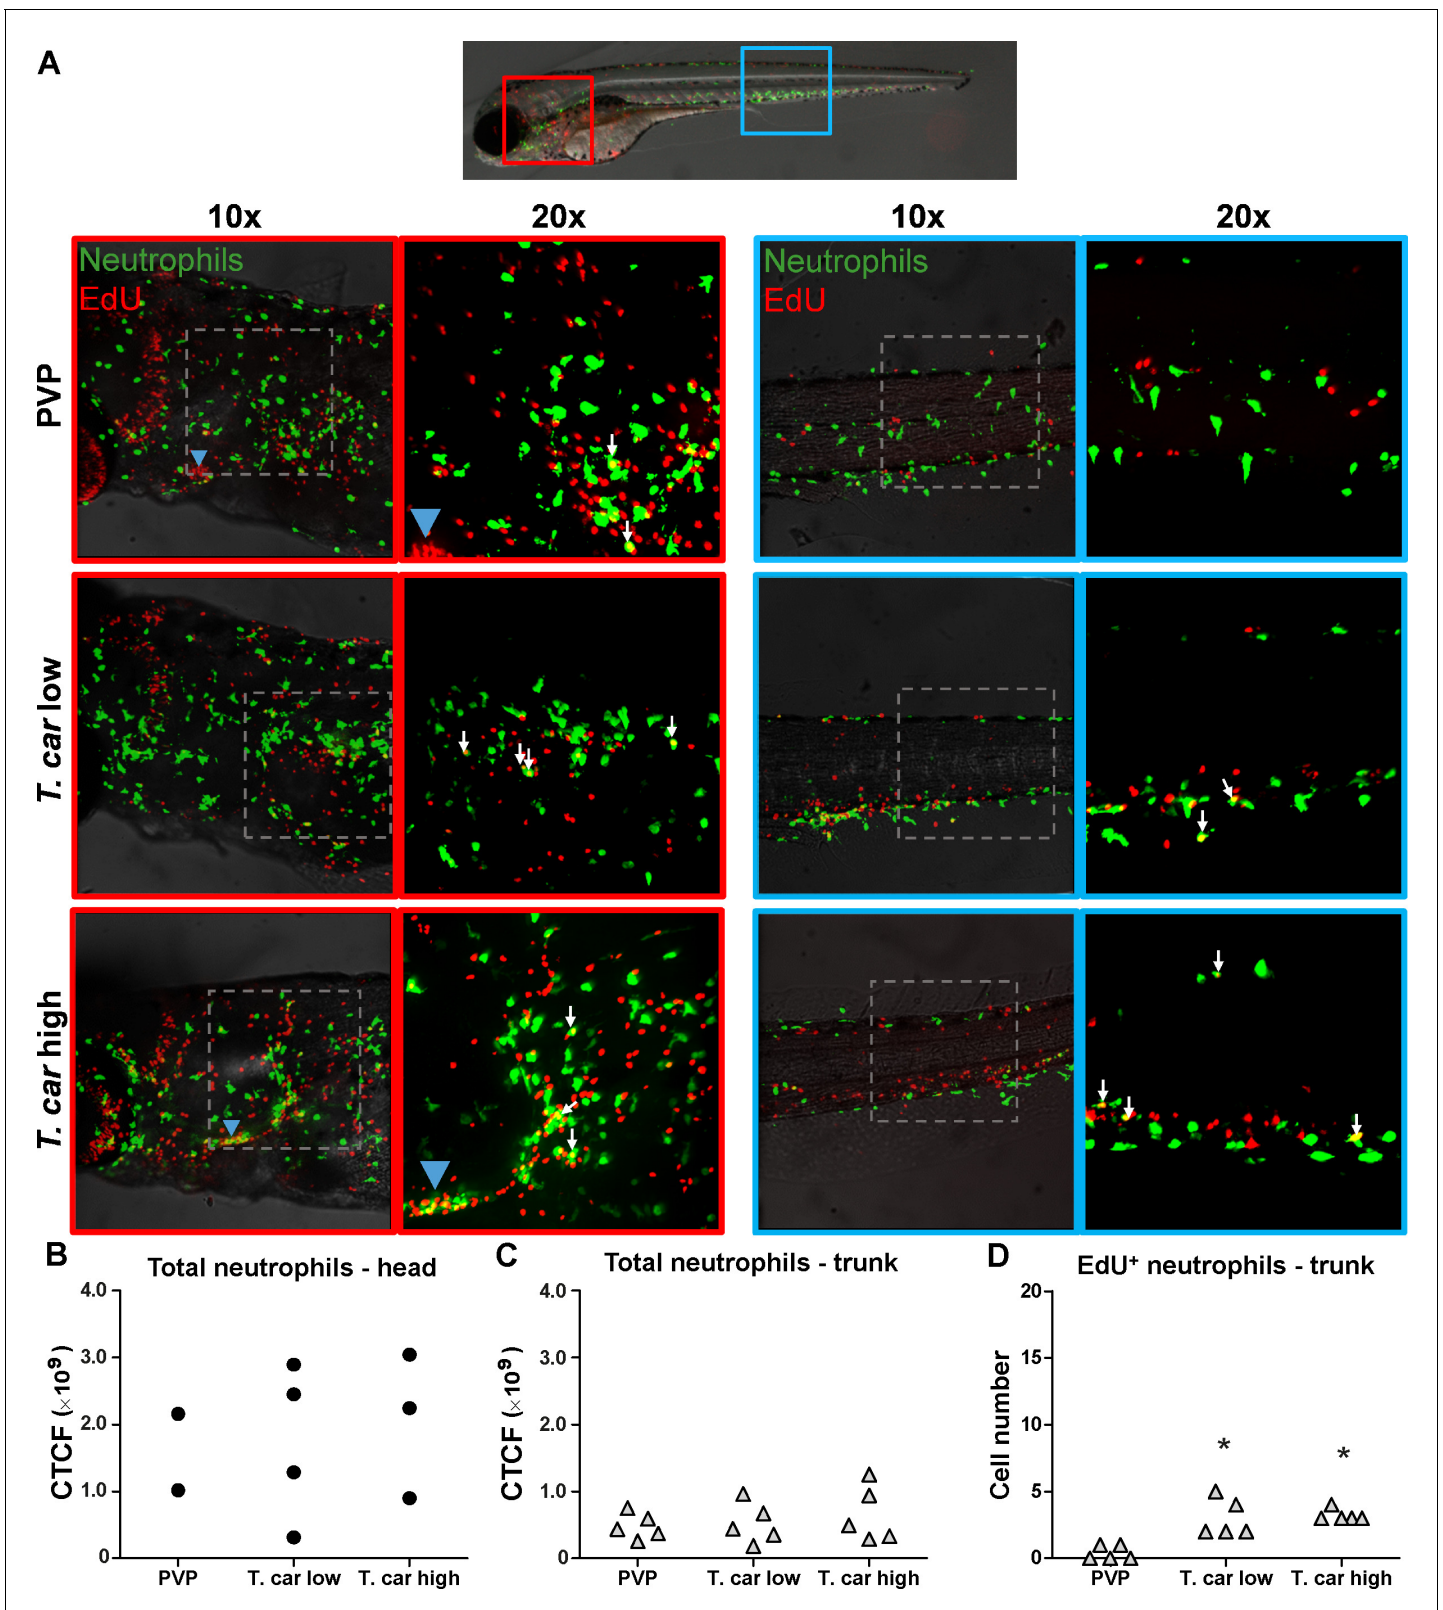 A
10x
20x
10x
20x
Neutrophils
EdU
Neutrophils
EdU
PVP
T. car low
T. car high
B
Total neutrophils - head
CTCF (×10⁹)
4.0
3.0
2.0
1.0
0
PVP
T. car low
T. car high
C
Total neutrophils - trunk
CTCF (×10⁹)
4.0
3.0
2.0
1.0
0
PVP
T. car low
T. car high
D
EdU⁺ neutrophils - trunk
Cell number
20
15
10
5
0
*
*
PVP
T. car low
T. car high